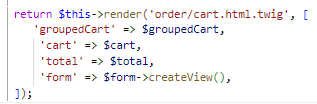 return $this->render('order/cart.html.twig', [
'groupedCart' => $groupedCart,
'cart' => $cart,
'total' => $total,
'form' => $form->createView(),
]);